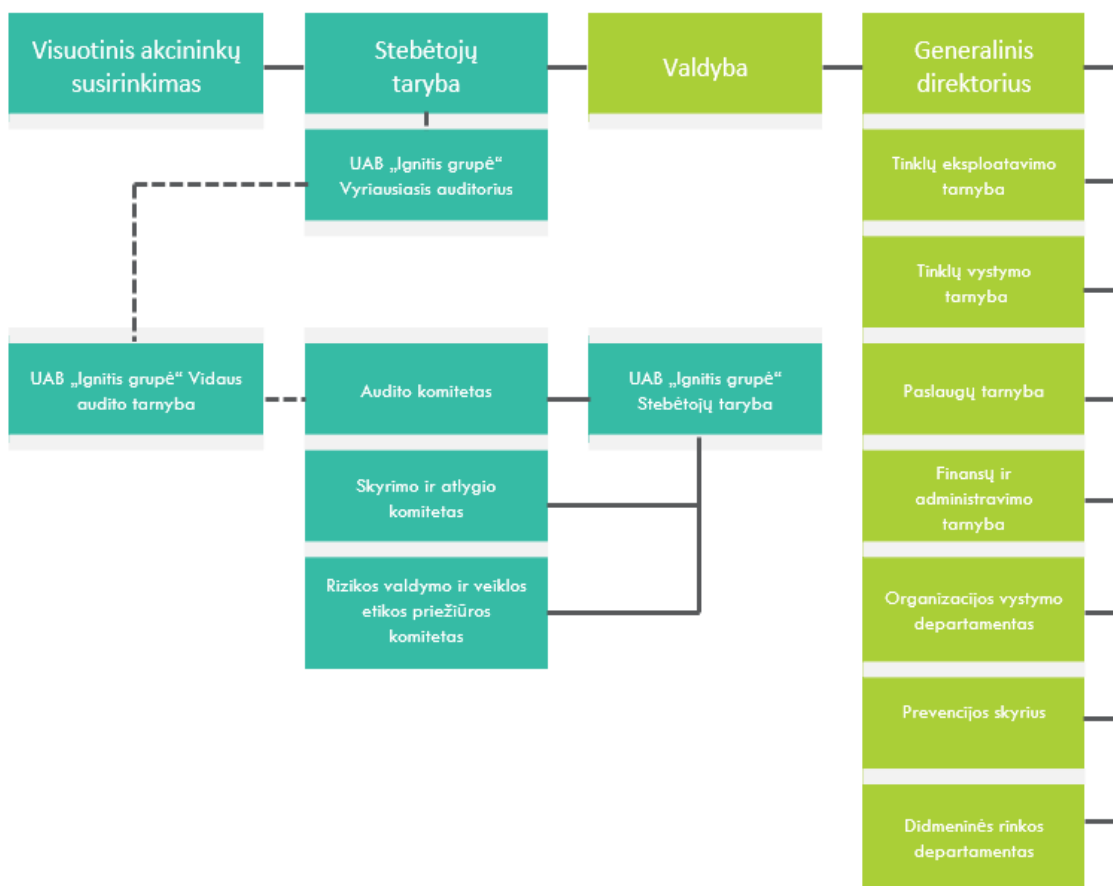 Visuotinis akcininkų
susirinkimas
Stebėtojų
taryba
Valdyba
Generalinis
direktorius
UAB „Ignitis grupė“
Vyriausiasis auditorius
Tinklų eksploatavimo
tarnyba
Tinklų vystymo
tarnyba
UAB „Ignitis grupė“ Vidaus
audito tarnyba
Audito komitetas
UAB „Ignitis grupė“
Stebėtojų taryba
Paslaugų tarnyba
Skyrimo ir atlygio
komitetas
Finansų ir
administravimo
tarnyba
Rizikos valdymo ir veiklos
etikos priežiūros
komitetas
Organizacijos vystymo
departamentas
Prevencijos skyrius
Didmeninės rinkos
departamentas